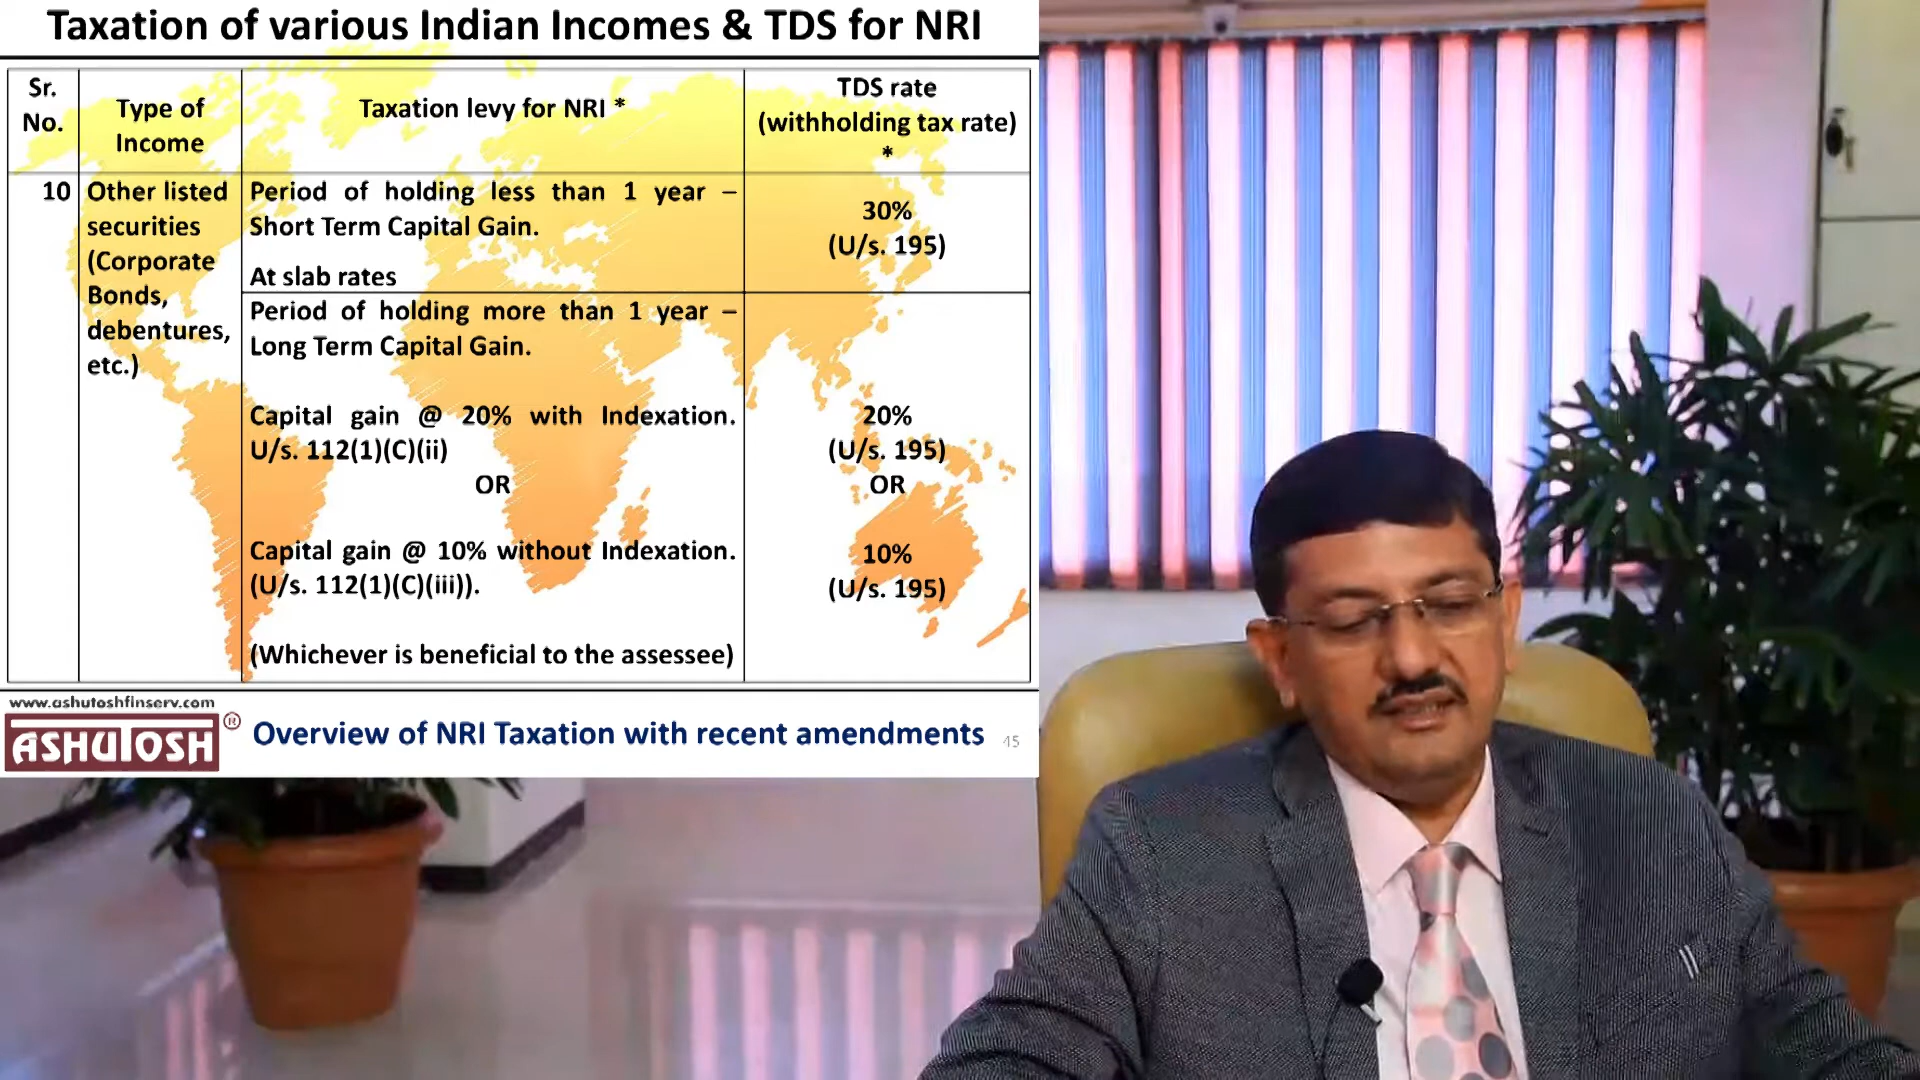 Taxation of various Indian Incomes & TDS for NRI
Sr. No.
Type of Income
Taxation levy for NRI *
TDS rate
(withholding tax rate)
*
10
Other listed
securities
(Corporate
Bonds,
debentures,
etc.)
Period of holding less than 1 year –
Short Term Capital Gain.
At slab rates
30%
(U/s. 195)
Period of holding more than 1 year –
Long Term Capital Gain.
Capital gain @ 20% with Indexation.
U/s. 112(1)(C)(ii)
OR
Capital gain @ 10% without Indexation.
(U/s. 112(1)(C)(iii)).
(Whichever is beneficial to the assessee)
20%
(U/s. 195)
OR
10%
(U/s. 195)
www.ashutoshfinserv.com
ASHUTOSH®
Overview of NRI Taxation with recent amendments
45